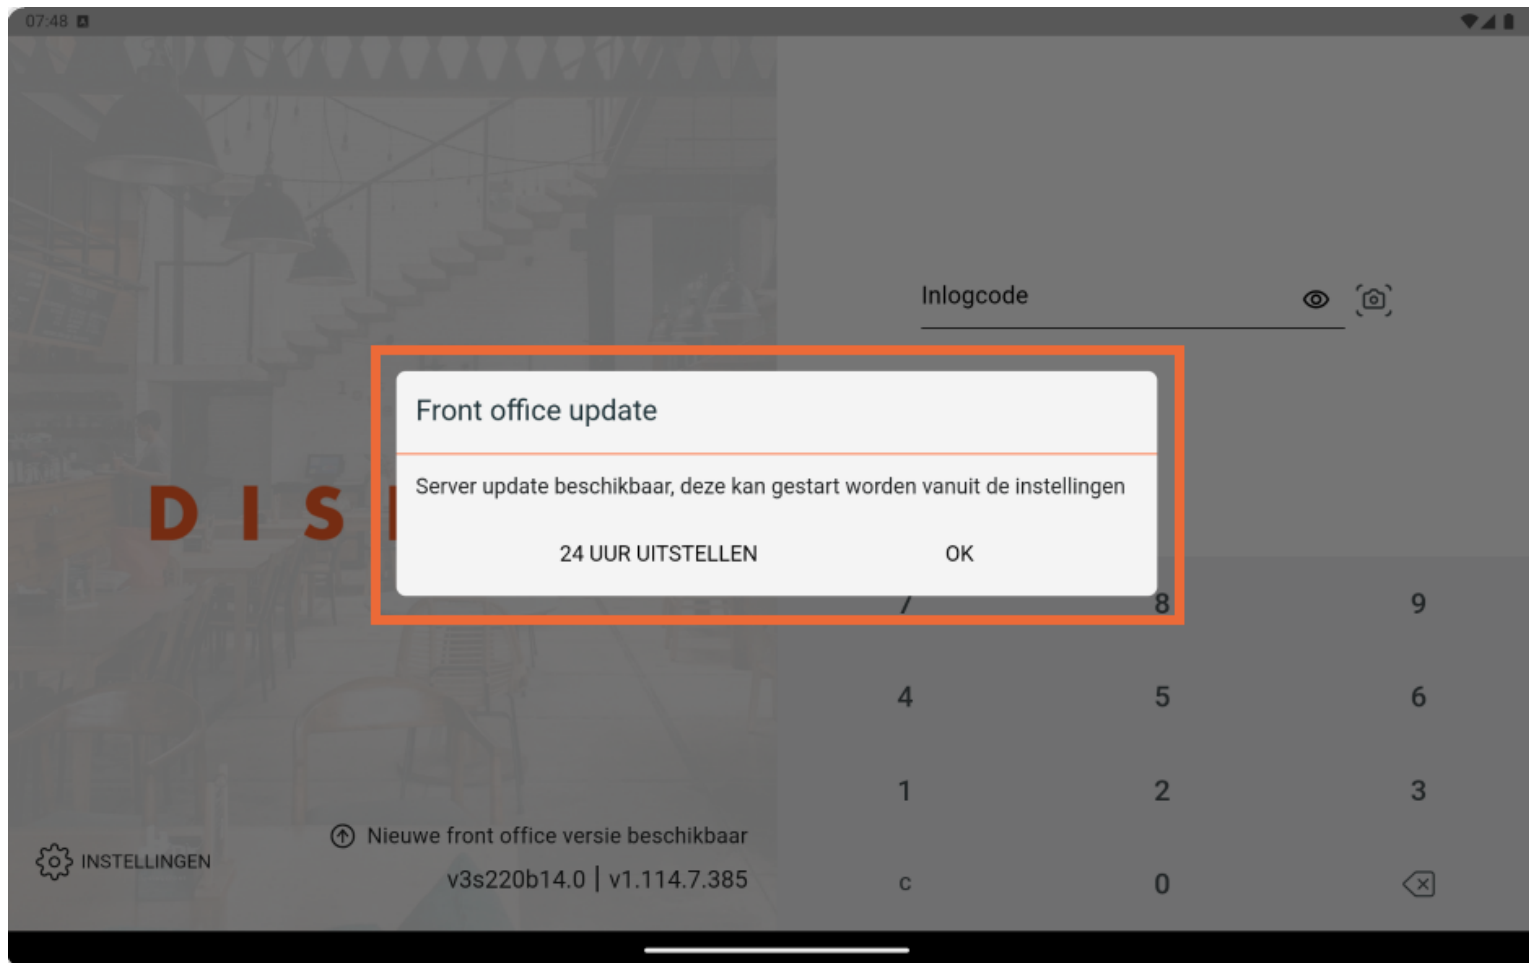 07:48
Inlogcode
Front office update
Server update beschikbaar, deze kan gestart worden vanuit de instellingen
24 UUR UITSTELLEN OK
DIS
7 8 9
4 5 6
1 2 3
C 0
Nieuwe front office versie beschikbaar
INSTELLINGEN
v3s220b14.0 | v1.114.7.385